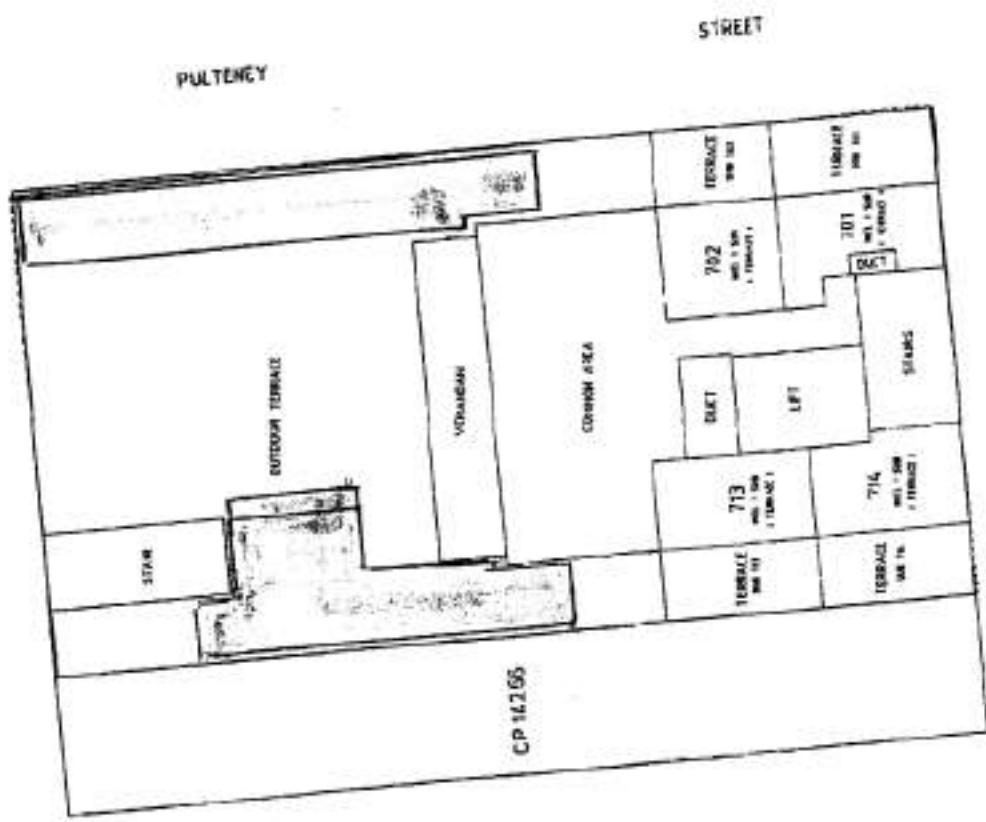 STREET
PULTENEY
TERRACE
TERRACE
702
701
DUCT
OUTDOOR TERRACE
VERANDAH
COMMON AREA
DUCT
LIFT
STAIRS
STAIR
713
714
TERRACE
TERRACE
CP 14266